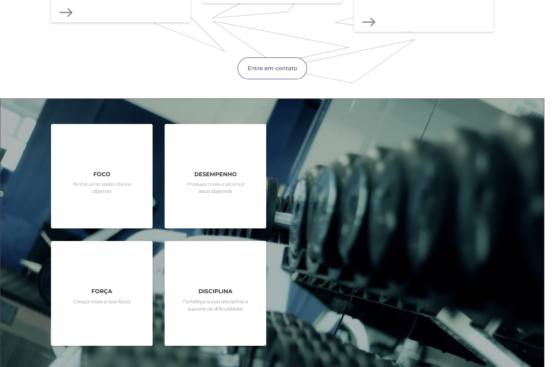 Entre em contato
FOCO
Tenha uma visão clara e
objetiva
DESEMPENHO
Produza mais e alcance
seus objetivos
FORÇA
Cresça mais a sua força
DISCIPLINA
Fortaleça a sua disciplina e
suporte as dificuldades